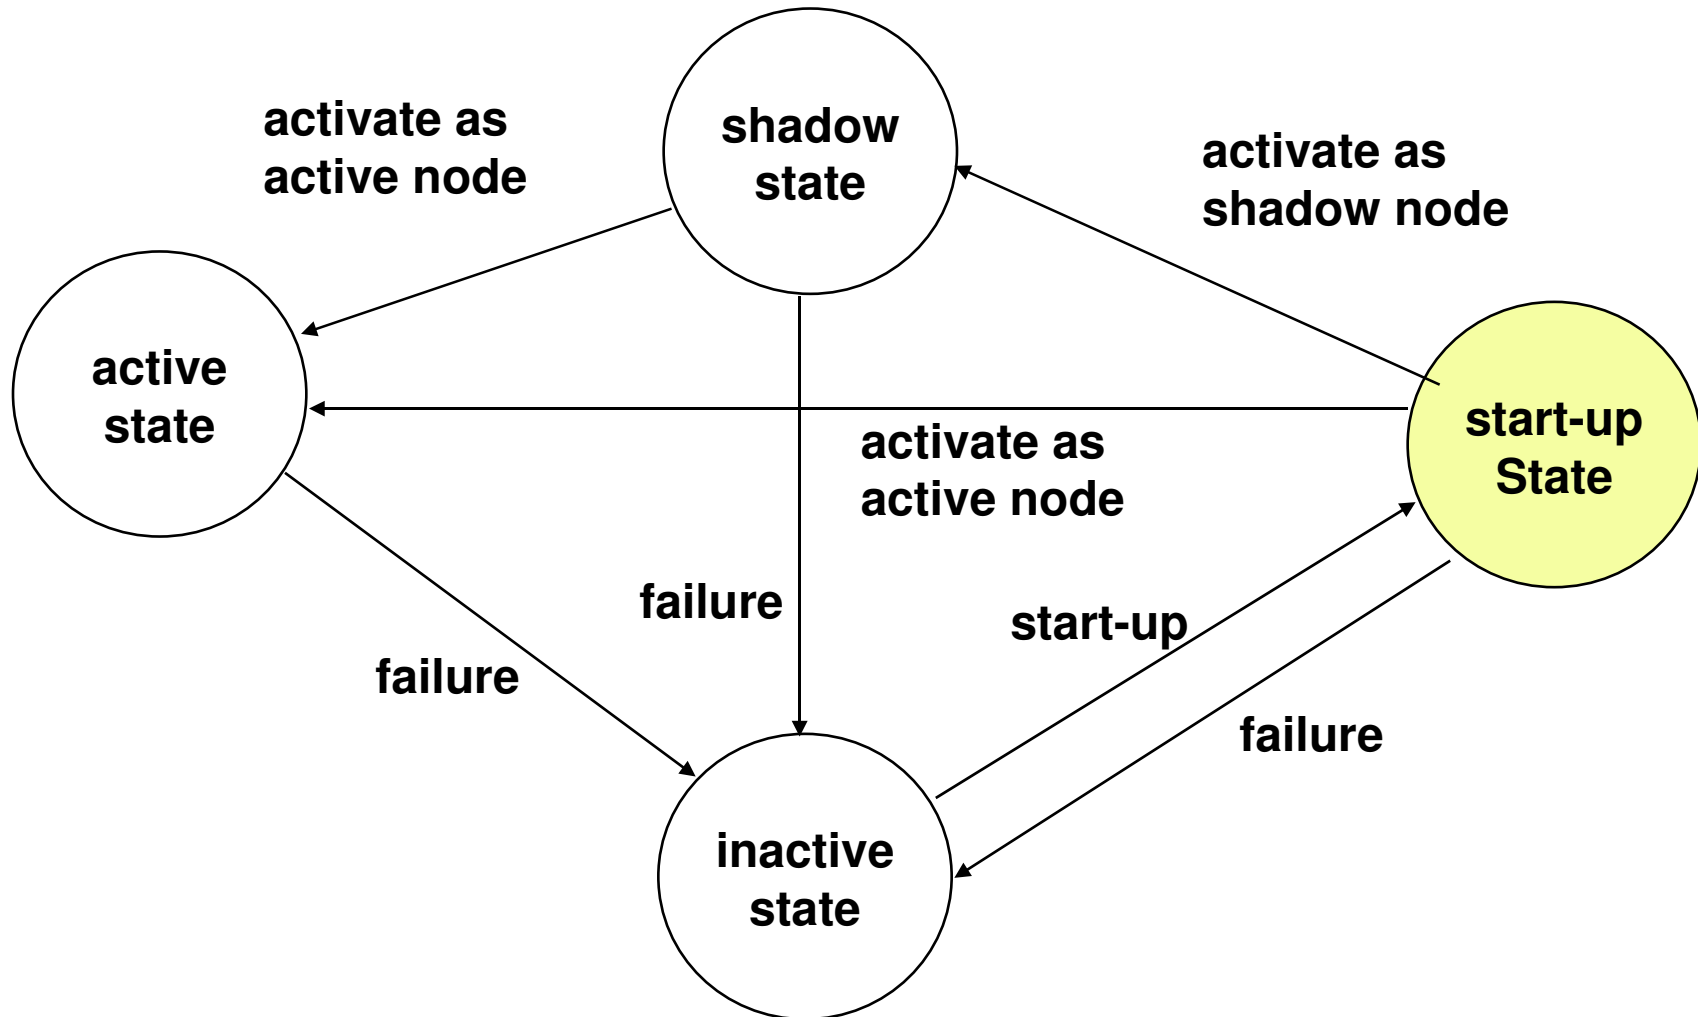 activate as
active node
shadow
state
activate as
shadow node
active
state
activate as
active node
start-up
State
failure
start-up
failure
failure
inactive
state